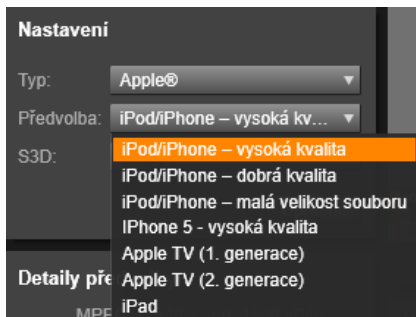 Nastavení
Typ: Apple®
Předvolba: iPod/iPhone – vysoká kv...
S3D:
iPod/iPhone – vysoká kvalita
iPod/iPhone – dobrá kvalita
iPod/iPhone – malá velikost souboru
IPhone 5 - vysoká kvalita
Apple TV (1. generace)
Apple TV (2. generace)
iPad
Detaily pře
MPE